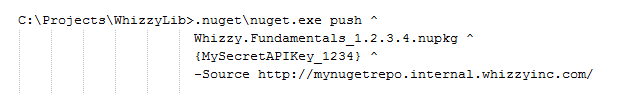 C:\Projects\WhizzyLib>.nuget\nuget.exe push ^
Whizzy.Fundamentals_1.2.3.4.nupkg ^
{MySecretAPIKey_1234} ^
-Source http://mynugetrepo.internal.whizzyinc.com/